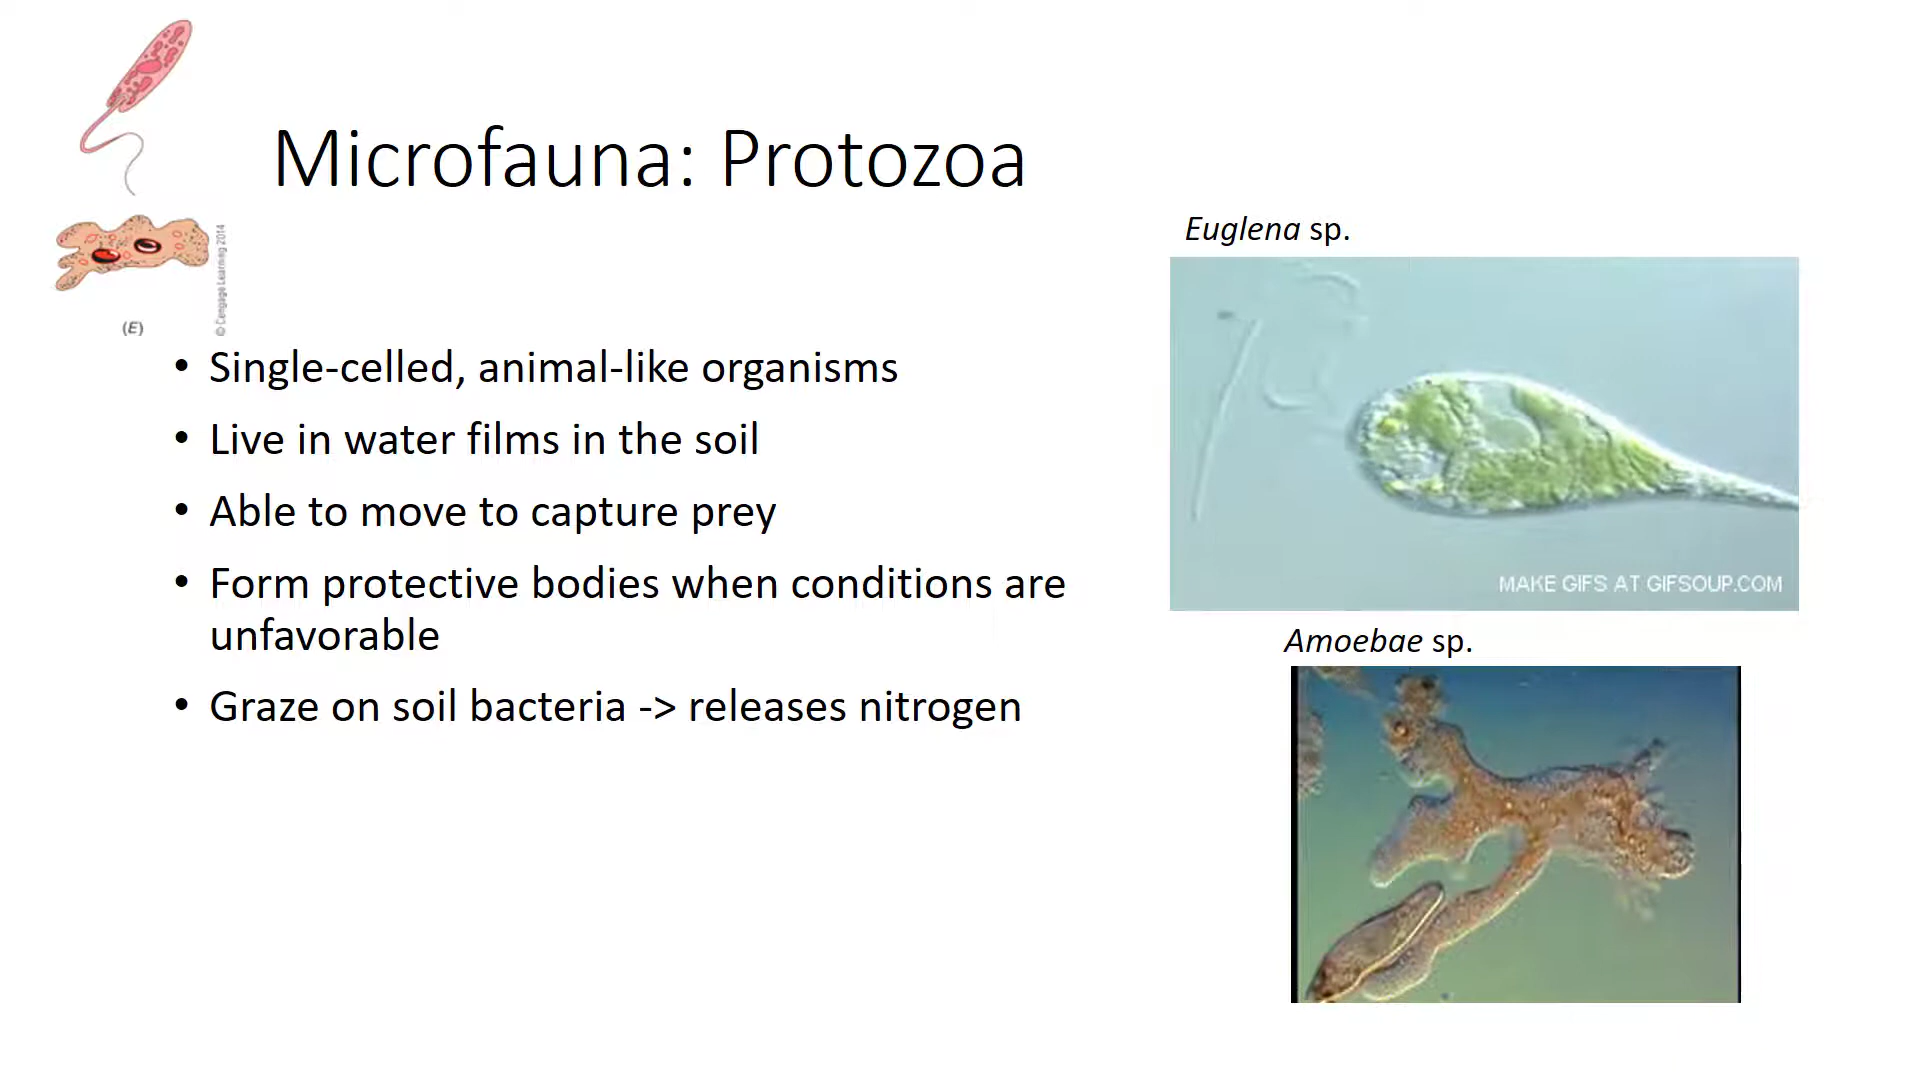 Microfauna: Protozoa
© Cengage Learning 2014
(E)
• Single-celled, animal-like organisms
• Live in water films in the soil
• Able to move to capture prey
• Form protective bodies when conditions are
unfavorable
• Graze on soil bacteria -> releases nitrogen
Euglena sp.
MAKE GIFS AT GIFSOUP.COM
Amoebae sp.